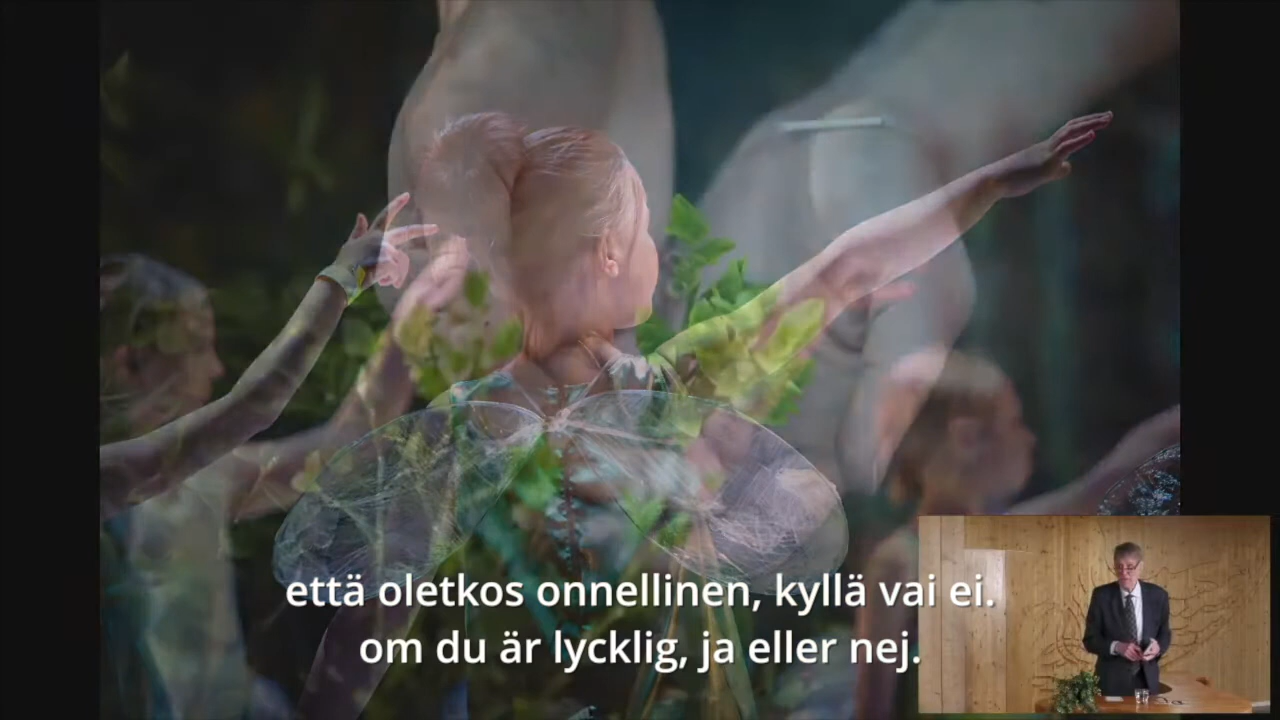 että oletkos onnellinen, kyllä vai ei.
om du är lycklig, ja eller nej.